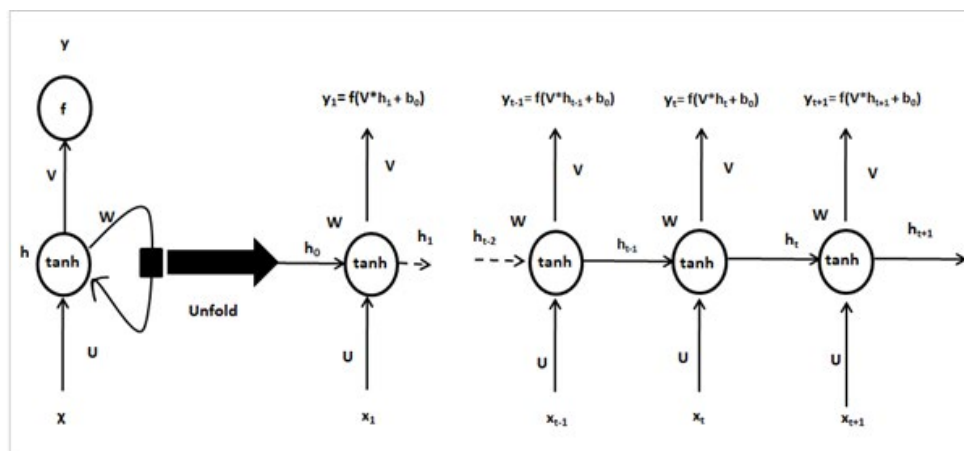 y
f
V
W
h
tanh
U
χ
Unfold
y₁= f(V*h₁ + b₀)
V
W
h₀
tanh
h₁
U
x₁
yₜ₋₁= f(V*hₜ₋₁ + b₀)
V
W
hₜ₋₂
tanh
hₜ₋₁
U
xₜ₋₁
yₜ= f(V*hₜ + b₀)
V
W
tanh
hₜ
U
xₜ
yₜ₊₁= f(V*hₜ₊₁ + b₀)
V
W
tanh
hₜ₊₁
U
xₜ₊₁